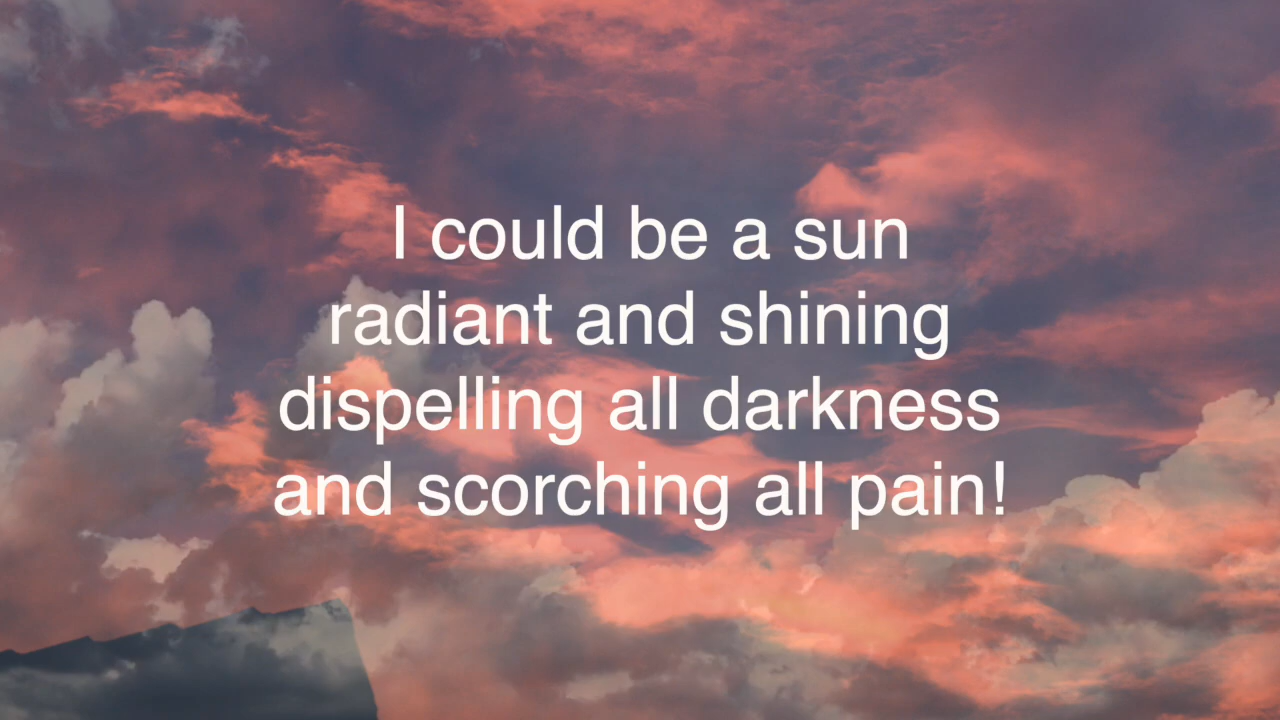 I could be a sun
radiant and shining
dispelling all darkness
and scorching all pain!